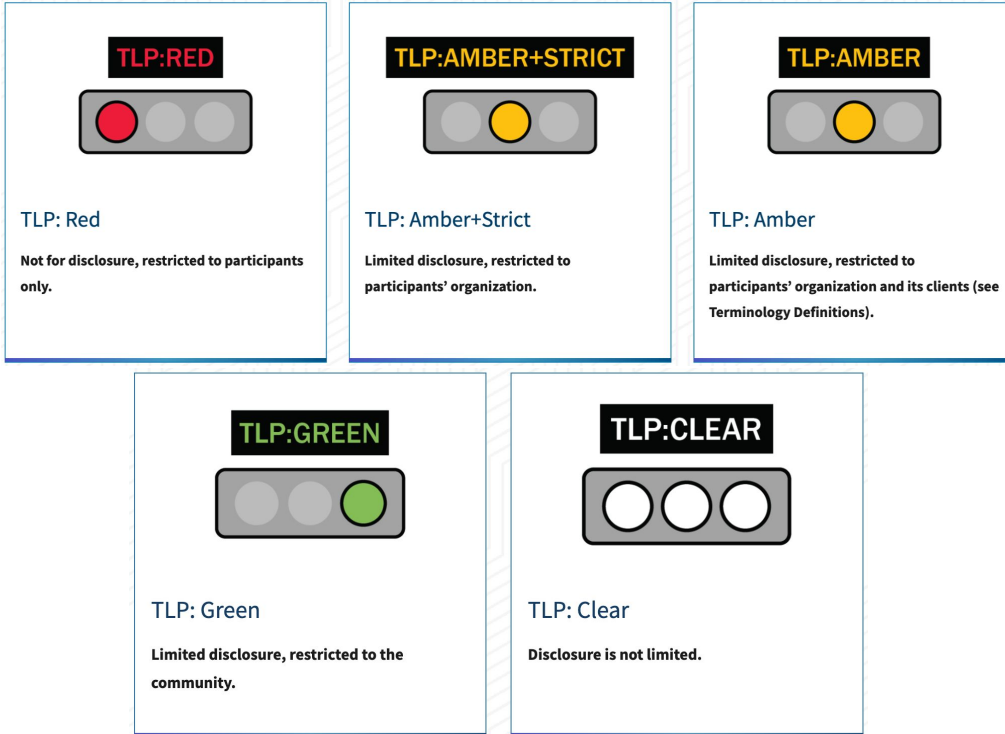 TLP:RED
TLP: Red
Not for disclosure, restricted to participants
only.
TLP:AMBER+STRICT
TLP: Amber+Strict
Limited disclosure, restricted to
participants’ organization.
TLP:AMBER
TLP: Amber
Limited disclosure, restricted to
participants’ organization and its clients (see
Terminology Definitions).
TLP:GREEN
TLP: Green
Limited disclosure, restricted to the
community.
TLP:CLEAR
TLP: Clear
Disclosure is not limited.